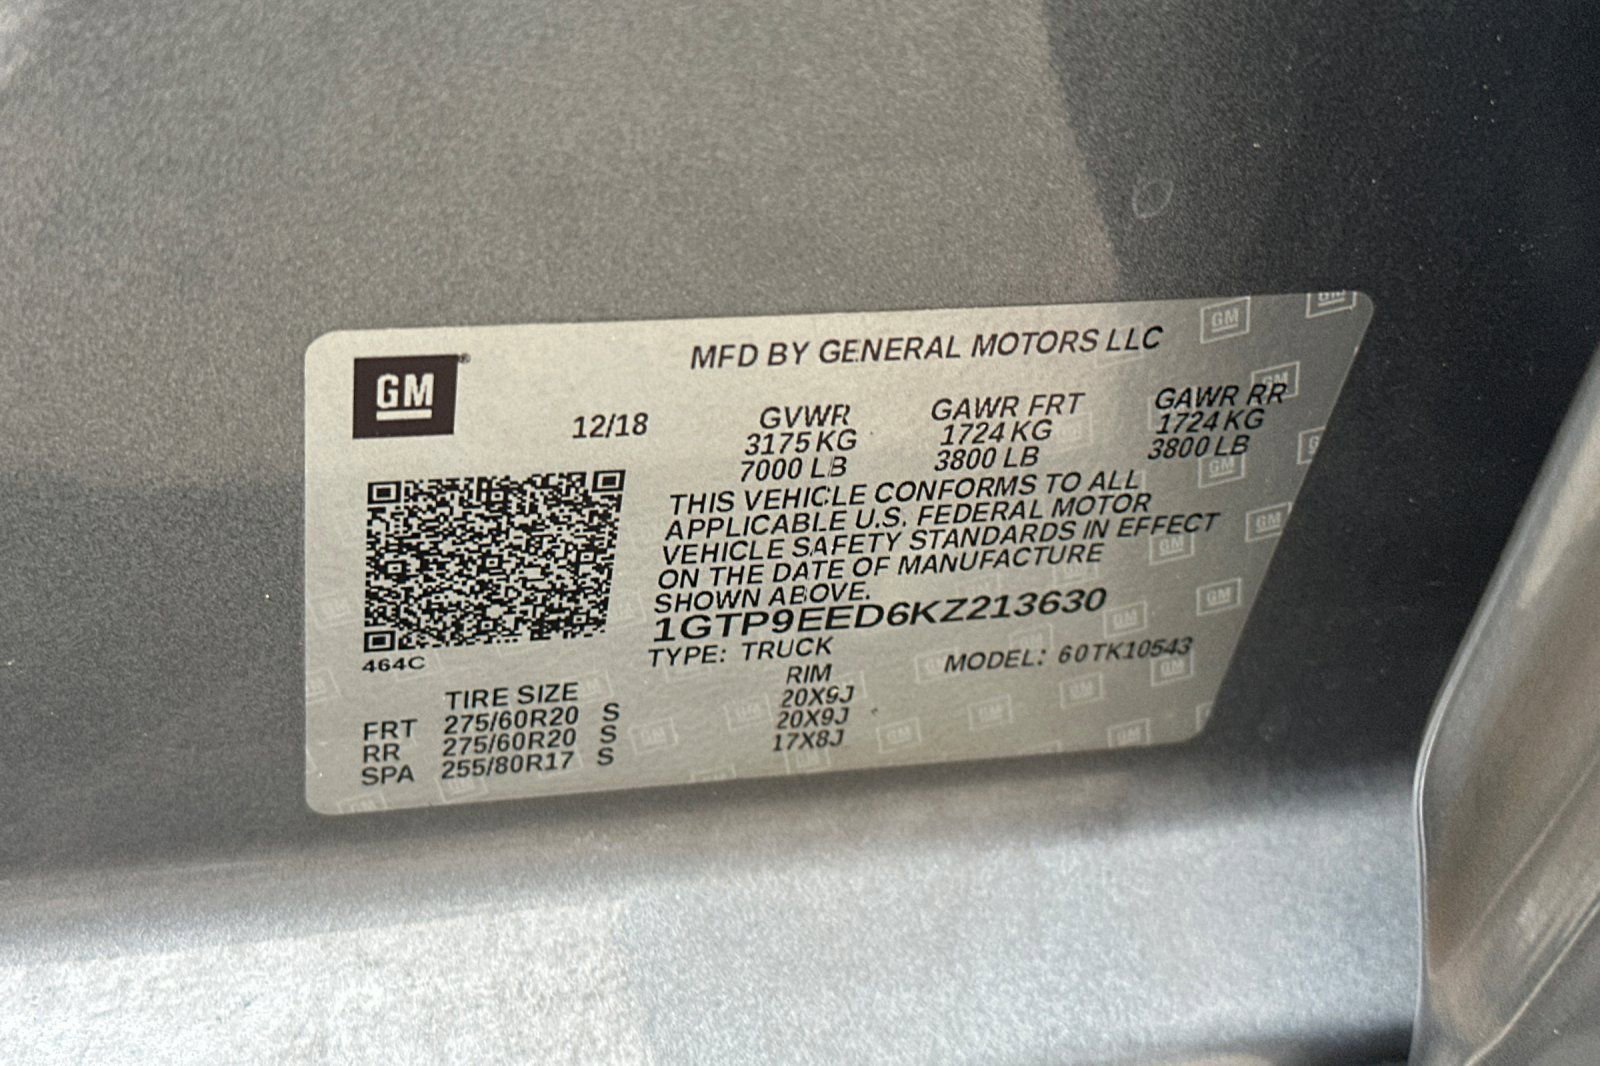 GM®
MFD BY GENERAL MOTORS LLC
12/18 GVWR GAWR FRT GAWR RR
3175 KG 1724 KG 1724 KG
7000 LB 3800 LB 3800 LB
THIS VEHICLE CONFORMS TO ALL
APPLICABLE U.S. FEDERAL MOTOR
VEHICLE SAFETY STANDARDS IN EFFECT
ON THE DATE OF MANUFACTURE
SHOWN ABOVE.
1GTP9EED6KZ213630
464C
TYPE: TRUCK MODEL: 60TK10543
TIRE SIZE RIM
FRT 275/60R20 S 20X9J
RR 275/60R20 S 20X9J
SPA 255/80R17 S 17X8J